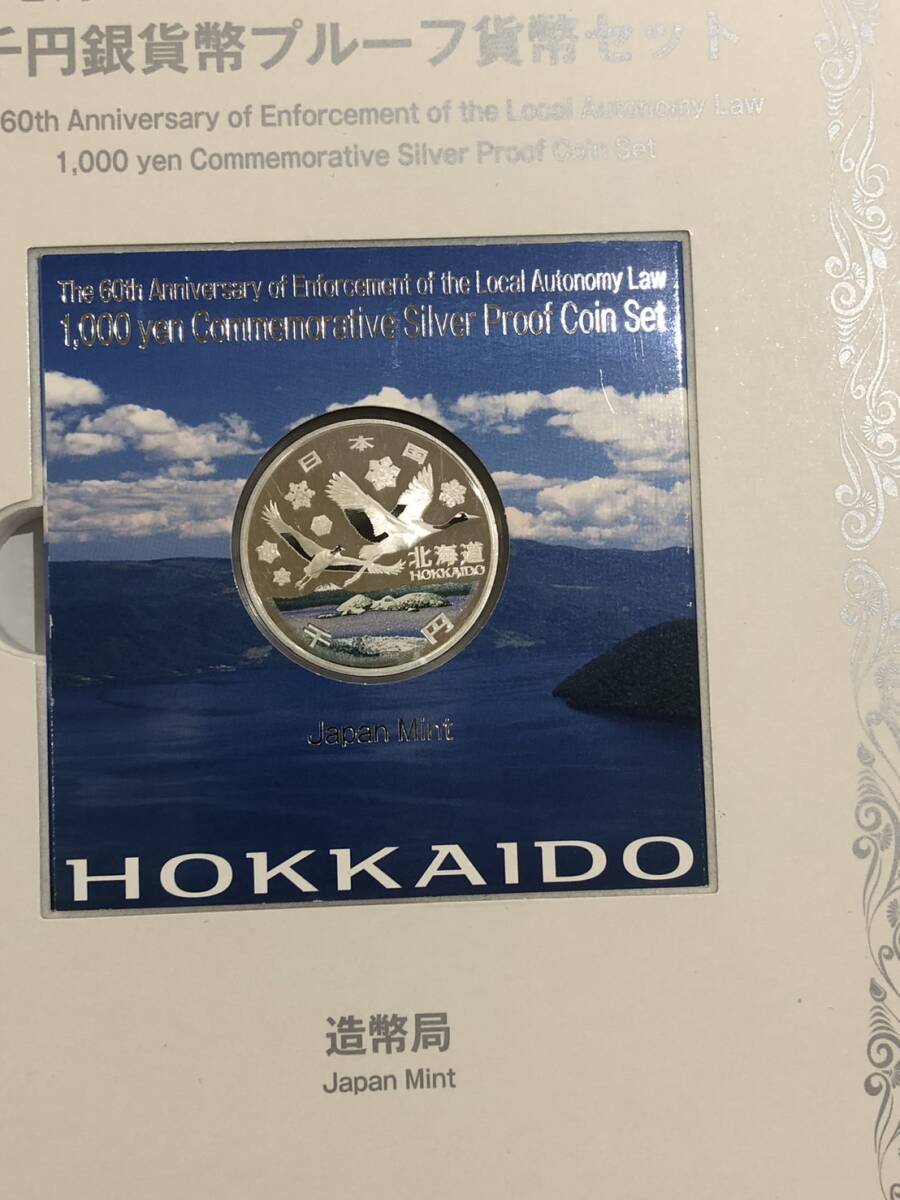 千円銀貨幣プルーフ貨幣セット
60th Anniversary of Enforcement of the Local Autonomy Law
1,000 yen Commemorative Silver Proof Coin Set
The 60th Anniversary of Enforcement of the Local Autonomy Law
1,000 yen Commemorative Silver Proof Coin Set
日本国
北海道
HOKKAIDO
千円
Japan Mint
HOKKAIDO
造幣局
Japan Mint